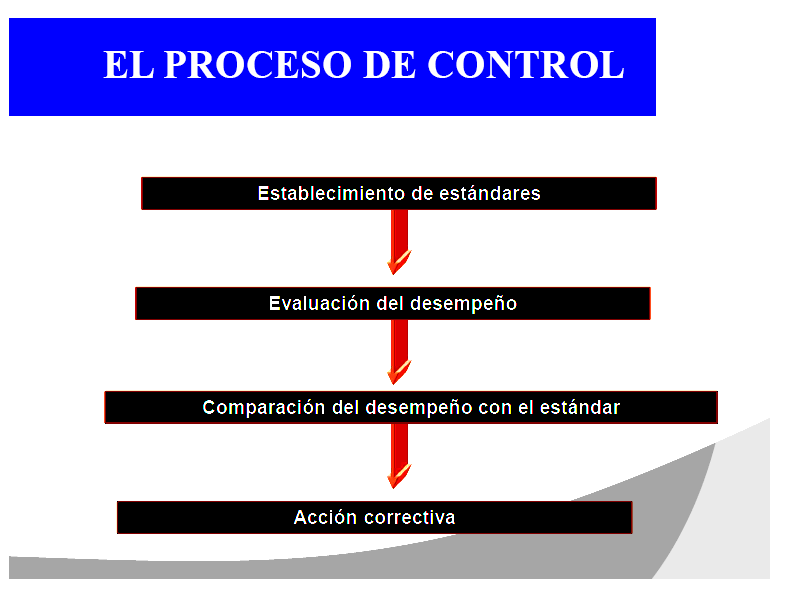 EL PROCESO DE CONTROL
Establecimiento de estándares
Evaluación del desempeño
Comparación del desempeño con el estándar
Acción correctiva